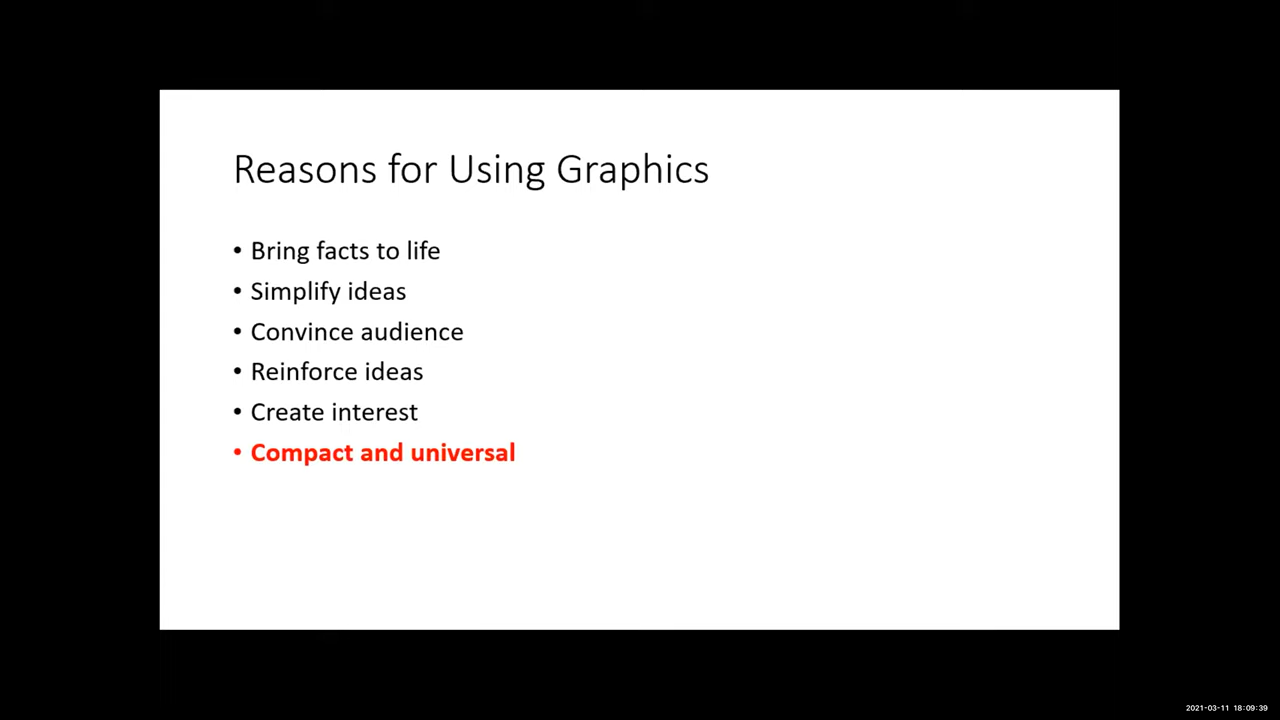 Reasons for Using Graphics
• Bring facts to life
• Simplify ideas
• Convince audience
• Reinforce ideas
• Create interest
• Compact and universal
2021-03-11 18:09:39